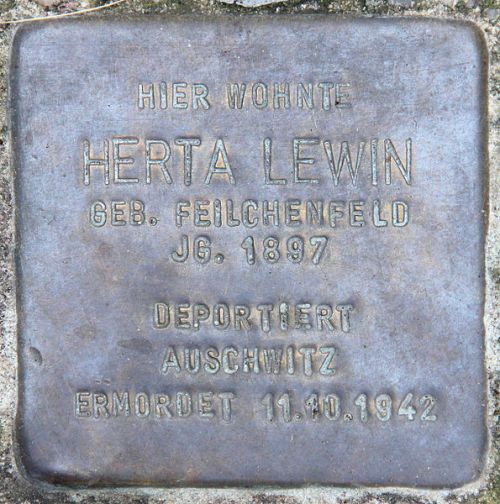 HIER WOHNTE
HERTA LEWIN
GEB. FEILCHENFELD
JG. 1897
DEPORTIERT
AUSCHWITZ
ERMORDET 11.10.1942